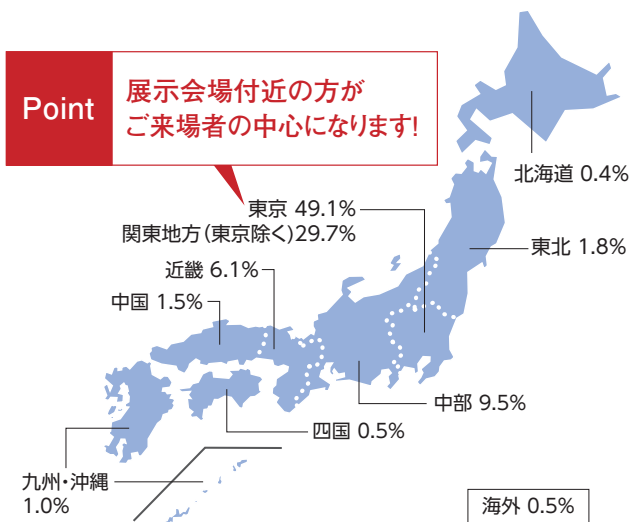 Point
展示会場付近の方が
ご来場者の中心になります!
北海道 0.4%
東京 49.1%
関東地方(東京除く)29.7%
東北 1.8%
近畿 6.1%
中国 1.5%
中部 9.5%
四国 0.5%
九州・沖縄
1.0%
海外 0.5%